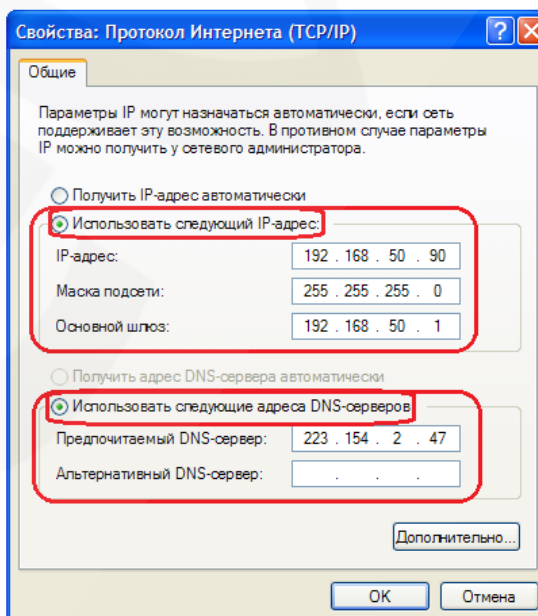 Свойства: Протокол Интернета (TCP/IP)
Общие
Параметры IP могут назначаться автоматически, если сеть
поддерживает эту возможность. В противном случае параметры
IP можно получить у сетевого администратора.
Получить IP-адрес автоматически
Использовать следующий IP-адрес:
IP-адрес: 192 . 168 . 50 . 90
Маска подсети: 255 . 255 . 255 . 0
Основной шлюз: 192 . 168 . 50 . 1
Получить адрес DNS-сервера автоматически
Использовать следующие адреса DNS-серверов
Предпочитаемый DNS-сервер: 223 . 154 . 2 . 47
Альтернативный DNS-сервер: . . .
Дополнительно...
OK Отмена